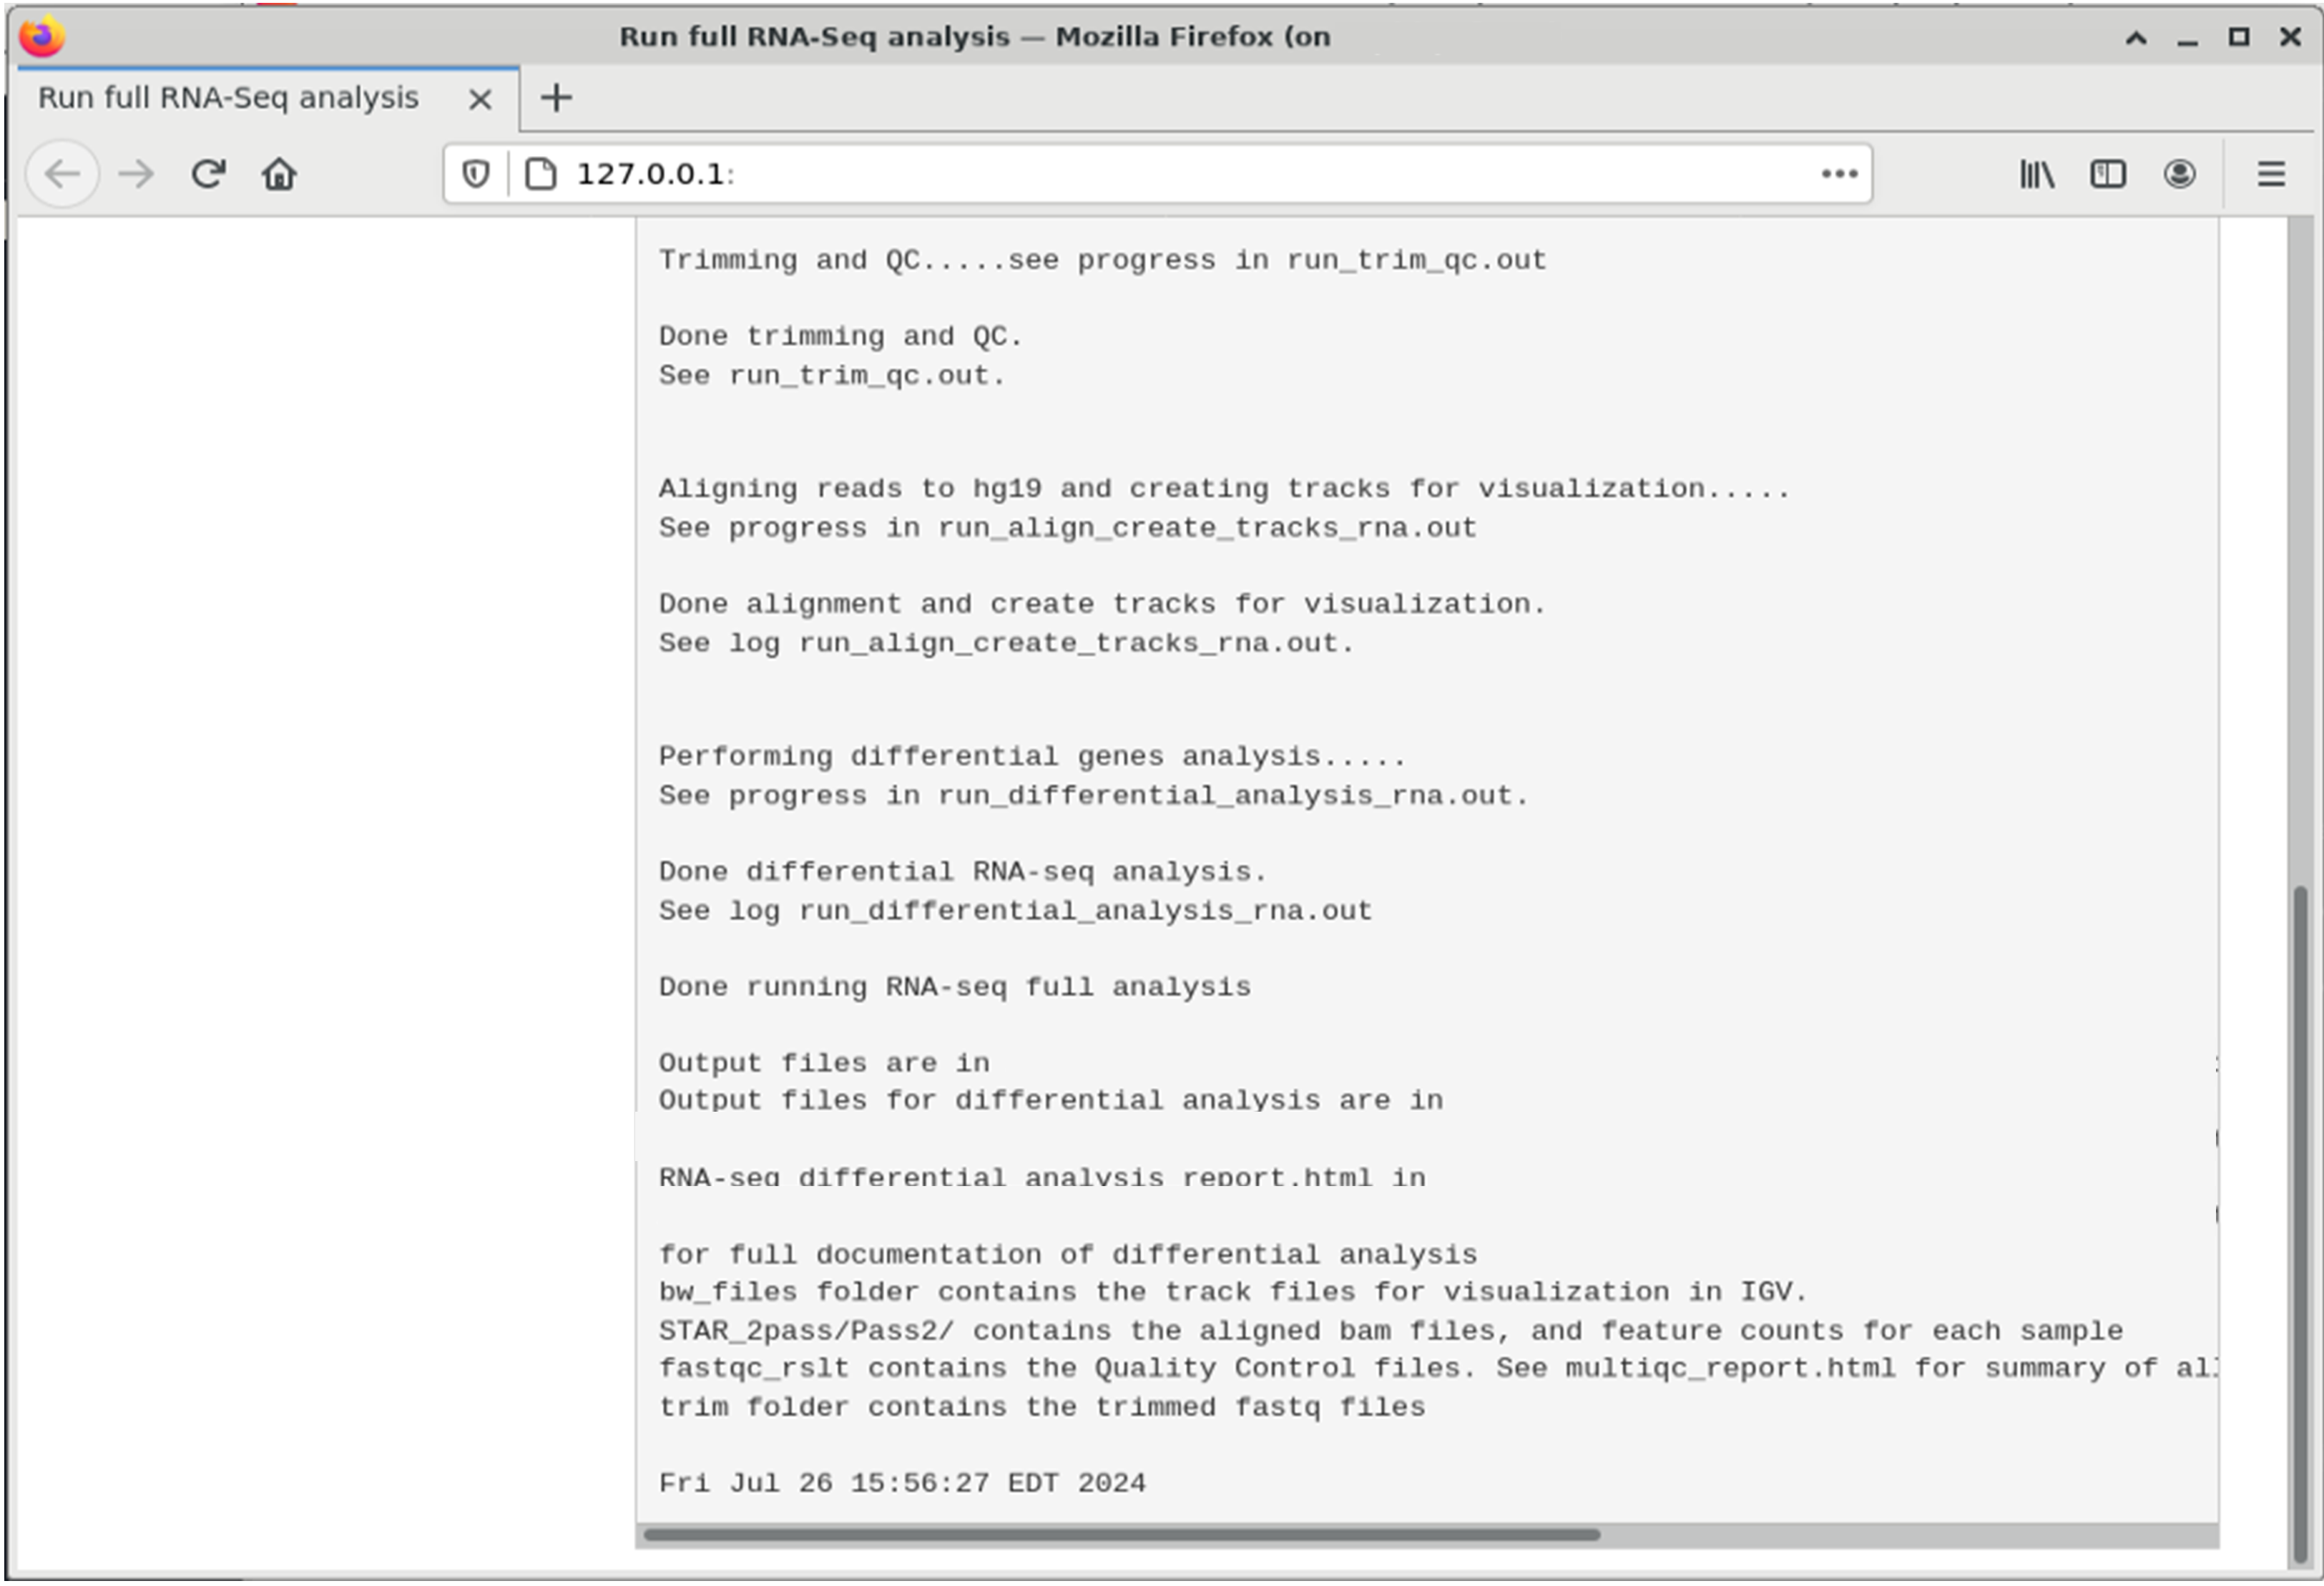 Run full RNA-Seq analysis — Mozilla Firefox (on
Run full RNA-Seq analysis
127.0.0.1:
Trimming and QC.....see progress in run_trim_qc.out
Done trimming and QC.
See run_trim_qc.out.
Aligning reads to hg19 and creating tracks for visualization.....
See progress in run_align_create_tracks_rna.out
Done alignment and create tracks for visualization.
See log run_align_create_tracks_rna.out.
Performing differential genes analysis.....
See progress in run_differential_analysis_rna.out.
Done differential RNA-seq analysis.
See log run_differential_analysis_rna.out
Done running RNA-seq full analysis
Output files are in
Output files for differential analysis are in
RNA-seq differential analysis report.html in
for full documentation of differential analysis
bw_files folder contains the track files for visualization in IGV.
STAR_2pass/Pass2/ contains the aligned bam files, and feature counts for each sample
fastqc_rslt contains the Quality Control files. See multiqc_report.html for summary of all
trim folder contains the trimmed fastq files
Fri Jul 26 15:56:27 EDT 2024